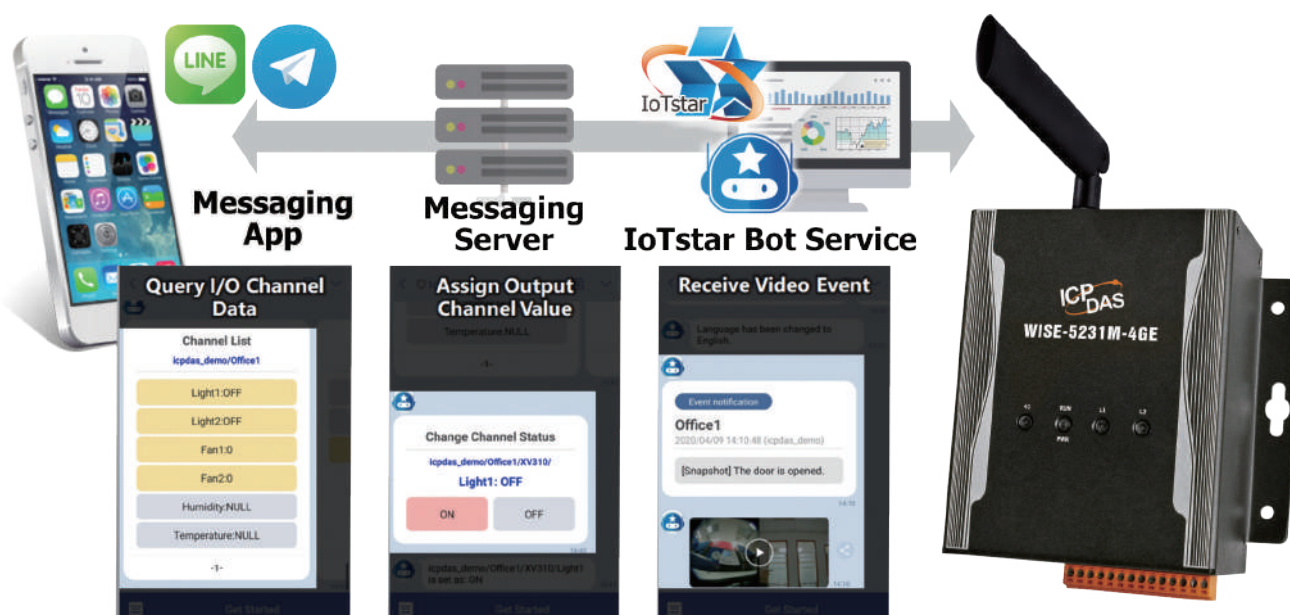 LINE
IoTstar
Messaging
App
Messaging
Server
IoTstar Bot Service
Query I/O Channel
Data
Channel List
icpdas_demo/Office1
Light1:OFF
Light2:OFF
Fan1:0
Fan2:0
Humidity:NULL
Temperature:NULL
-1-
Get Started
Assign Output
Channel Value
Temperature:NULL
-1-
Change Channel Status
icpdas_demo/Office1/XV310/
Light1: OFF
ON
OFF
icpdas_demo/Office1/XV310/Light1
is set as: ON
Get Started
Receive Video Event
Language has been changed to
English.
Event notification
Office1
2020/04/09 14:10:48 (icpdas_demo)
[Snapshot] The door is opened.
14:10
Get Started
ICP
DAS
WISE-5231M-4GE
RUN
PWR
L1